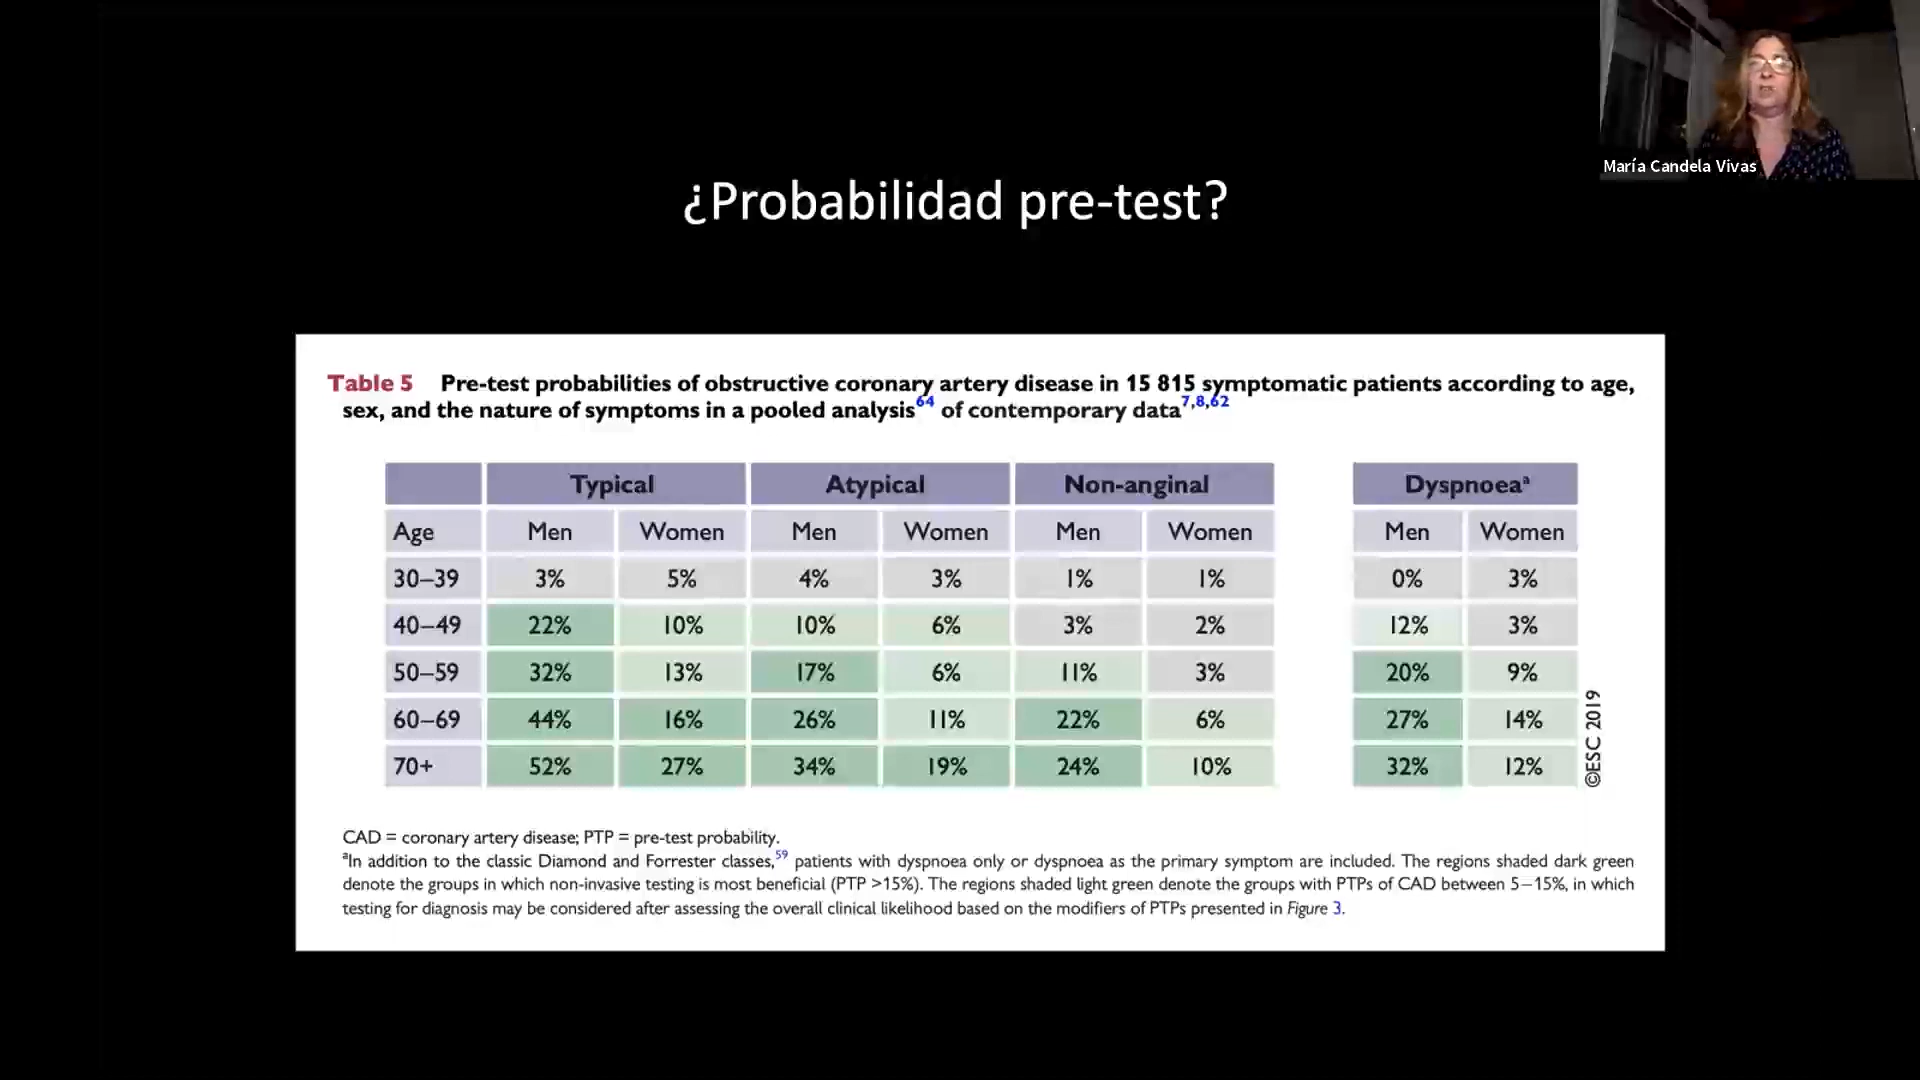 María Candela Vivas
¿Probabilidad pre-test?
Table 5 Pre-test probabilities of obstructive coronary artery disease in 15 815 symptomatic patients according to age,
sex, and the nature of symptoms in a pooled analysis64 of contemporary data7,8,62
Typical Atypical Non-anginal Dyspnoeaa
Age Men Women Men Women Men Women Men Women
30–39 3% 5% 4% 3% 1% 1% 0% 3%
40–49 22% 10% 10% 6% 3% 2% 12% 3%
50–59 32% 13% 17% 6% 11% 3% 20% 9%
60–69 44% 16% 26% 11% 22% 6% 27% 14%
70+ 52% 27% 34% 19% 24% 10% 32% 12%
©ESC 2019
CAD = coronary artery disease; PTP = pre-test probability.
aIn addition to the classic Diamond and Forrester classes,59 patients with dyspnoea only or dyspnoea as the primary symptom are included. The regions shaded dark green
denote the groups in which non-invasive testing is most beneficial (PTP >15%). The regions shaded light green denote the groups with PTPs of CAD between 5–15%, in which
testing for diagnosis may be considered after assessing the overall clinical likelihood based on the modifiers of PTPs presented in Figure 3.